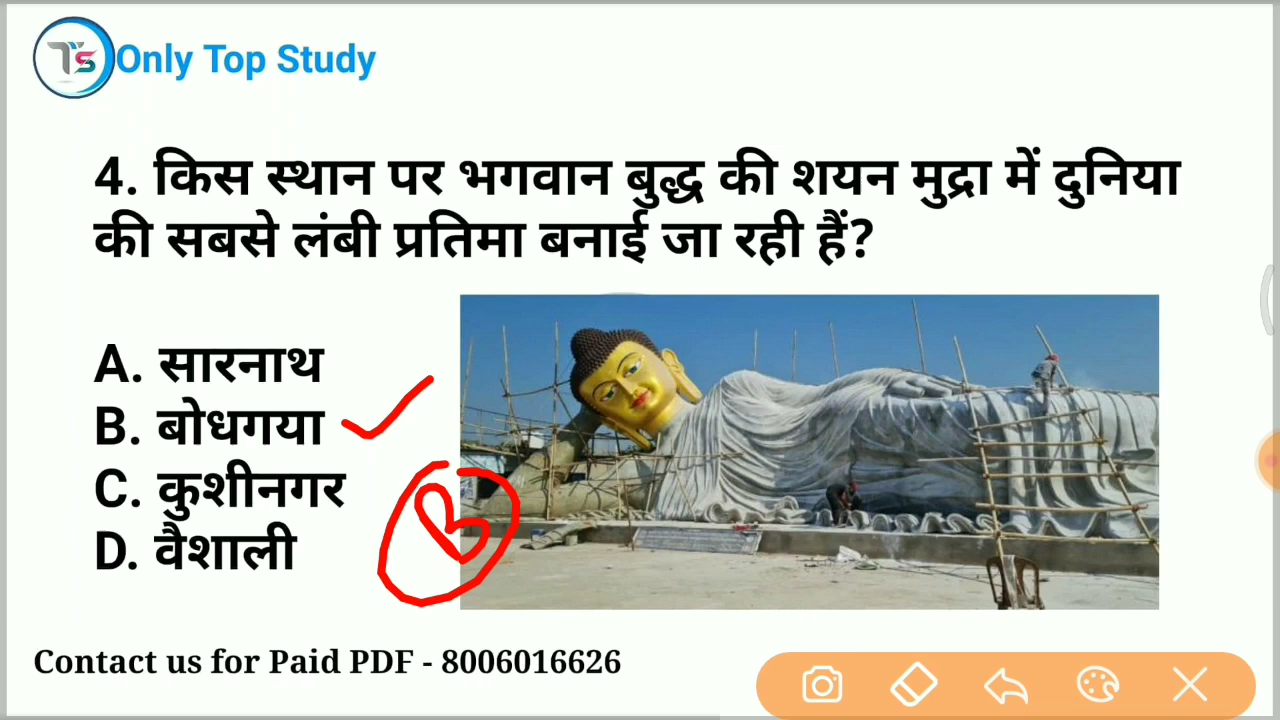 TS Only Top Study
4. किस स्थान पर भगवान बुद्ध की शयन मुद्रा में दुनिया
की सबसे लंबी प्रतिमा बनाई जा रही हैं?
A. सारनाथ
B. बोधगया
C. कुशीनगर
D. वैशाली
B
Contact us for Paid PDF - 8006016626